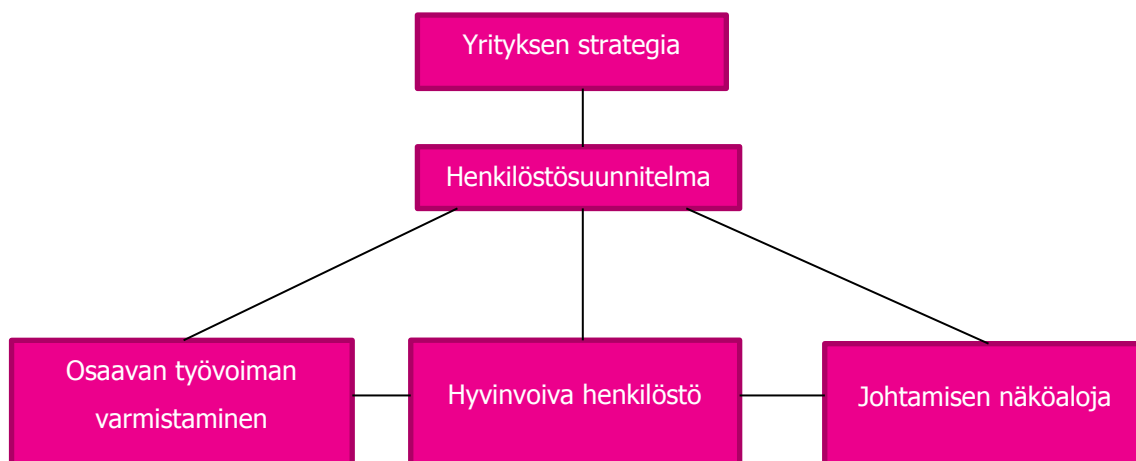 Yrityksen strategia
Henkilöstösuunnitelma
Osaavan työvoiman
varmistaminen
Hyvinvoiva henkilöstö
Johtamisen näköaloja